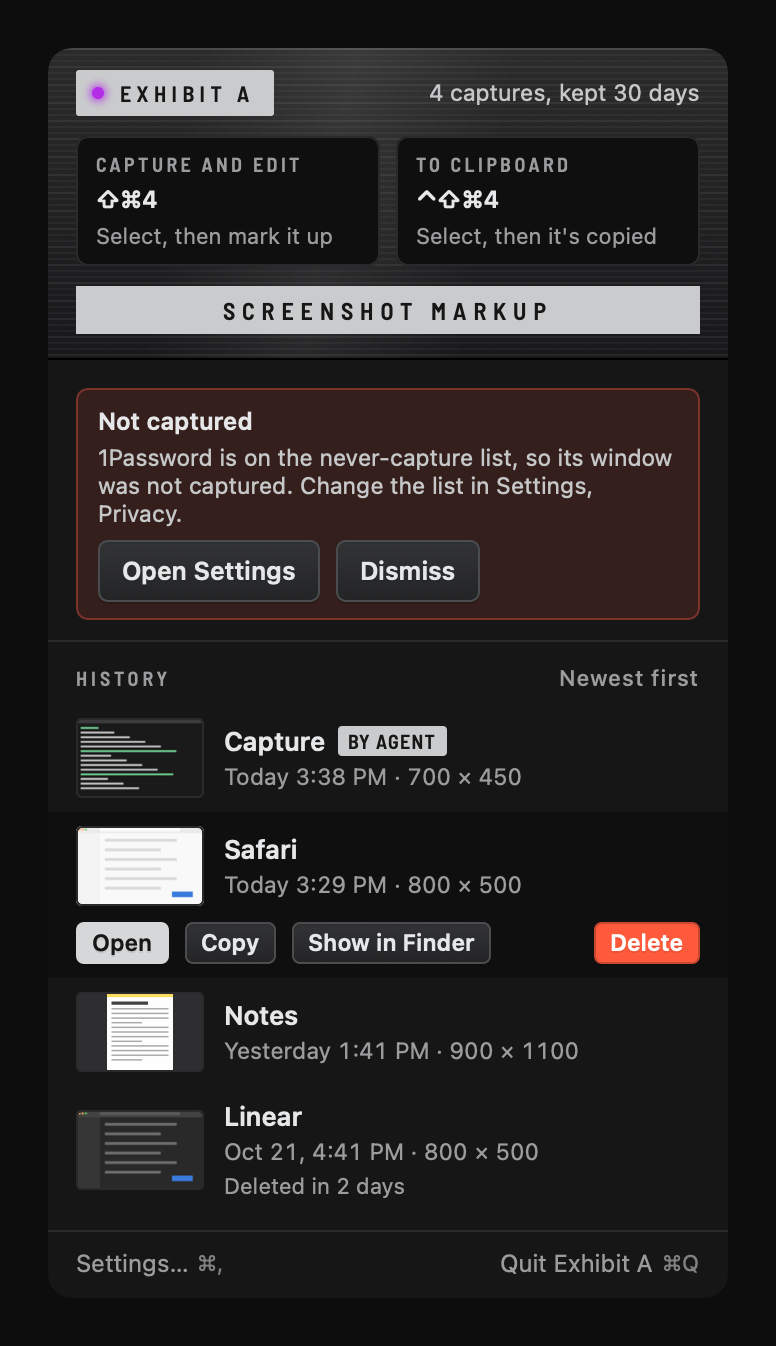 EXHIBIT A
4 captures, kept 30 days
CAPTURE AND EDIT
⇧⌘4
Select, then mark it up
TO CLIPBOARD
⌃⇧⌘4
Select, then it's copied
SCREENSHOT MARKUP
Not captured
1Password is on the never-capture list, so its window
was not captured. Change the list in Settings,
Privacy.
Open Settings
Dismiss
HISTORY
Newest first
Capture BY AGENT
Today 3:38 PM · 700 × 450
Safari
Today 3:29 PM · 800 × 500
Open
Copy
Show in Finder
Delete
Notes
Yesterday 1:41 PM · 900 × 1100
Linear
Oct 21, 4:41 PM · 800 × 500
Deleted in 2 days
Settings... ⌘,
Quit Exhibit A ⌘Q